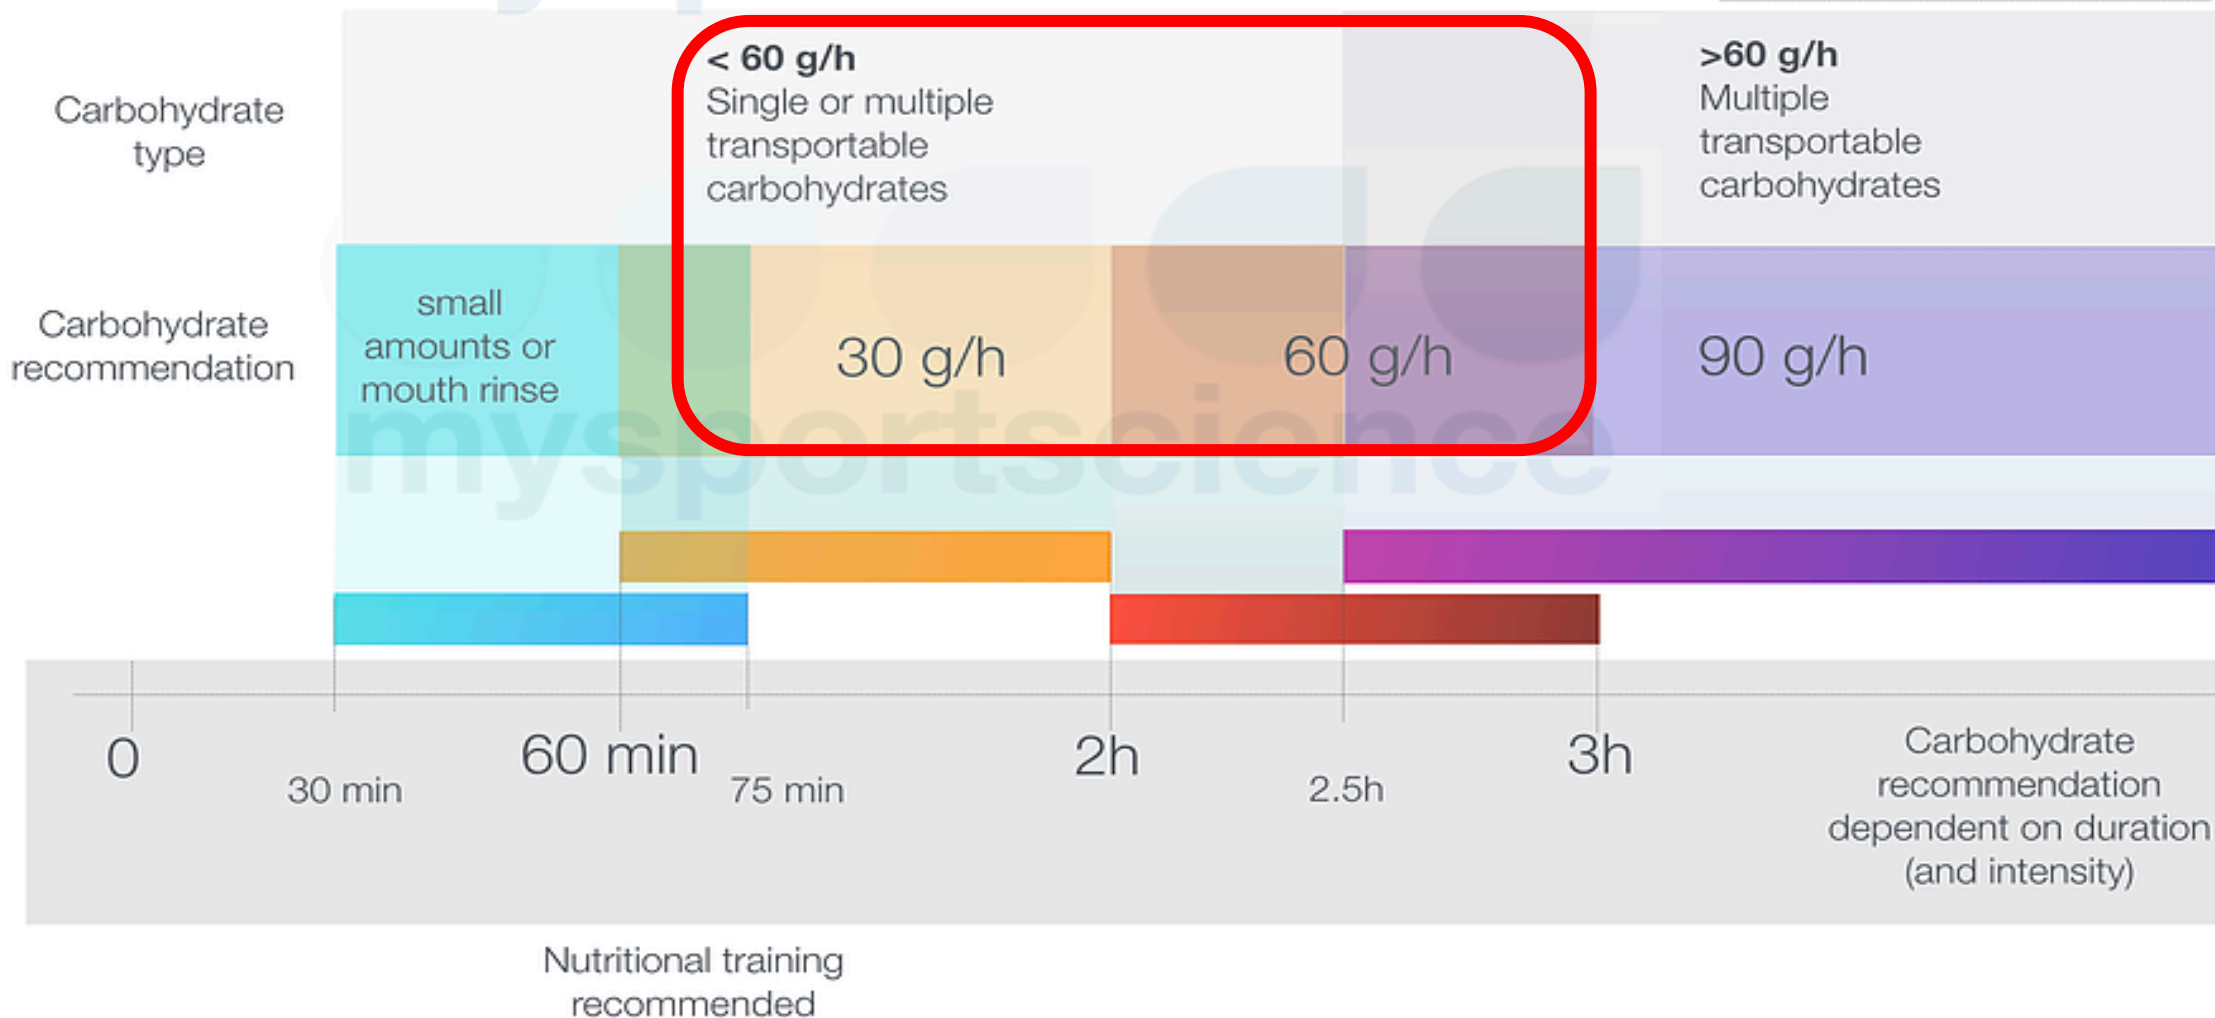 Carbohydrate
type
< 60 g/h
Single or multiple
transportable
carbohydrates
>60 g/h
Multiple
transportable
carbohydrates
Carbohydrate
recommendation
small
amounts or
mouth rinse
30 g/h
60 g/h
90 g/h
mysportscience
0
30 min
60 min
75 min
2h
2.5h
3h
Carbohydrate
recommendation
dependent on duration
(and intensity)
Nutritional training
recommended